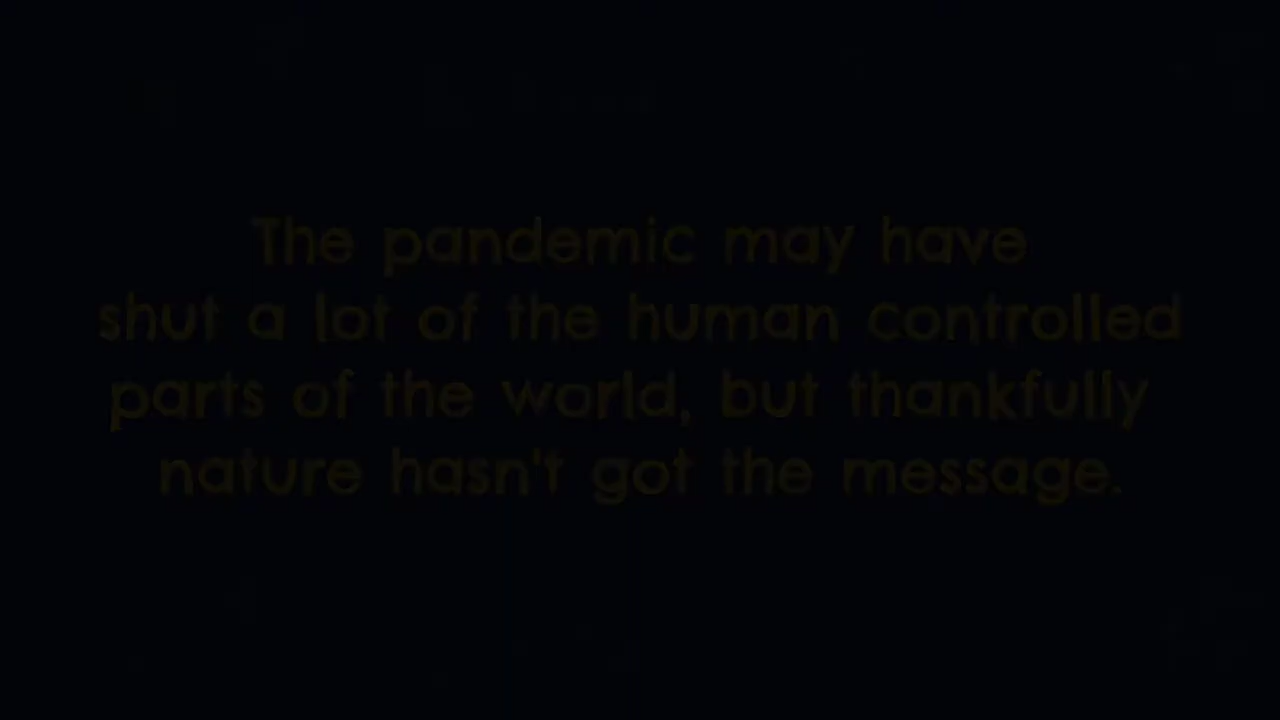 The pandemic may have
shut a lot of the human controlled
parts of the world, but thankfully
nature hasn't got the message.